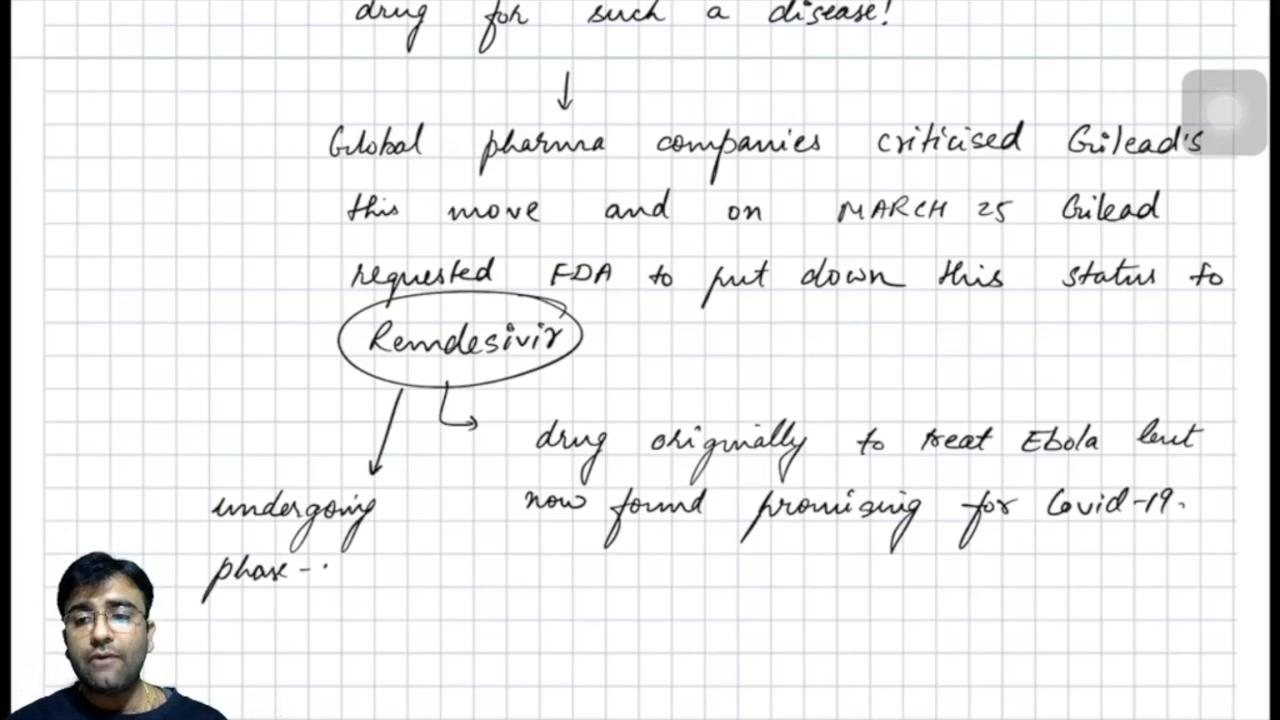 drug for such a disease!
Global pharma companies criticised Gilead's
this move and on MARCH 25 Gilead
requested FDA to put down this status to
Remdesivir
drug originally to treat Ebola but
now found promising for Covid-19.
undergoing
phase-